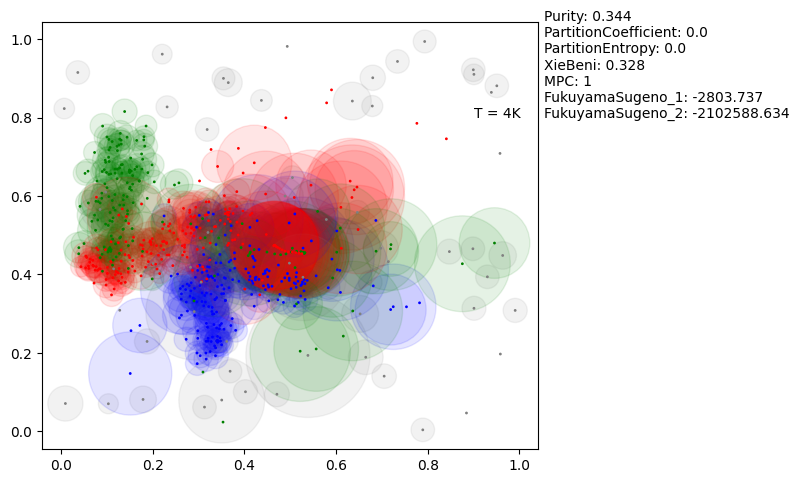 Purity: 0.344
PartitionCoefficient: 0.0
PartitionEntropy: 0.0
XieBeni: 0.328
MPC: 1
FukuyamaSugeno_1: -2803.737
FukuyamaSugeno_2: -2102588.634
T = 4K
1.0
0.8
0.6
0.4
0.2
0.0
0.0 0.2 0.4 0.6 0.8 1.0